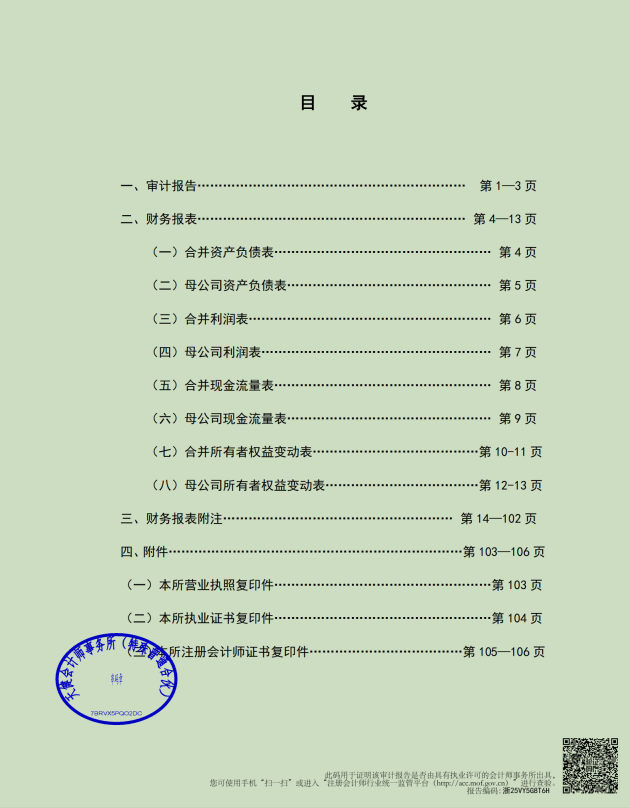 目 录
一、审计报告…………………………………………………… 第 1—3 页
二、财务报表…………………………………………………… 第 4—13 页
（一）合并资产负债表………………………………………… 第 4 页
（二）母公司资产负债表……………………………………… 第 5 页
（三）合并利润表……………………………………………… 第 6 页
（四）母公司利润表…………………………………………… 第 7 页
（五）合并现金流量表………………………………………… 第 8 页
（六）母公司现金流量表……………………………………… 第 9 页
（七）合并所有者权益变动表…………………………………第 10-11 页
（八）母公司所有者权益变动表………………………………第 12-13 页
三、财务报表附注……………………………………………… 第 14—102 页
四、附件…………………………………………………………第 103—106 页
（一）本所营业执照复印件……………………………………第 103 页
（二）本所执业证书复印件……………………………………第 104 页
（三）本所注册会计师证书复印件……………………………第 105—106 页
天健会计师事务所（特殊普通合伙）
79RVX5PQO2DC
此码用于证明该审计报告是否由具有执业许可的会计师事务所出具，
您可使用手机“扫一扫”或进入“注册会计师行业统一监管平台（http://acc.mof.gov.cn）”进行查验。
报告编码:浙25VY5G8T6H